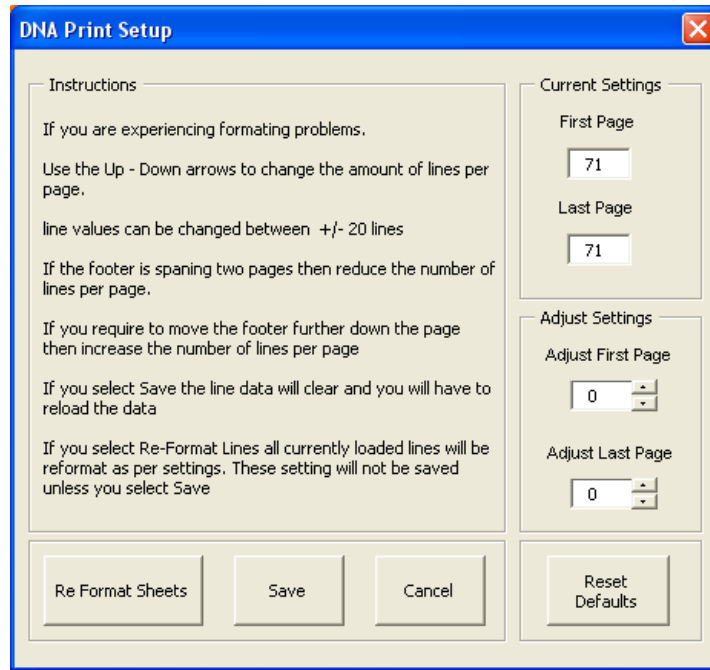 DNA Print Setup
Instructions
If you are experiencing formating problems.
Use the Up - Down arrows to change the amount of lines per
page.
line values can be changed between +/- 20 lines
If the footer is spaning two pages then reduce the number of
lines per page.
If you require to move the footer further down the page
then increase the number of lines per page
If you select Save the line data will clear and you will have to
reload the data
If you select Re-Format Lines all currently loaded lines will be
reformat as per settings. These setting will not be saved
unless you select Save
Current Settings
First Page
71
Last Page
71
Adjust Settings
Adjust First Page
0
Adjust Last Page
0
Re Format Sheets
Save
Cancel
Reset
Defaults